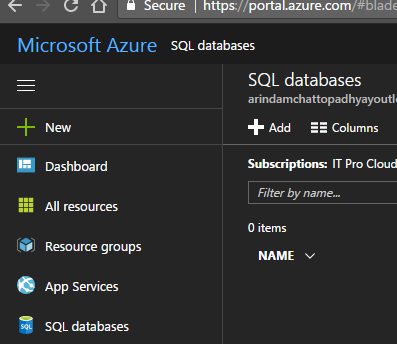 Secure https://portal.azure.com/#blade
Microsoft Azure SQL databases
SQL databases
arindamchattopadhyayoutlo
New
Add Columns
Dashboard
Subscriptions: IT Pro Cloud
All resources
Filter by name...
0 items
Resource groups
NAME
App Services
SQL SQL databases